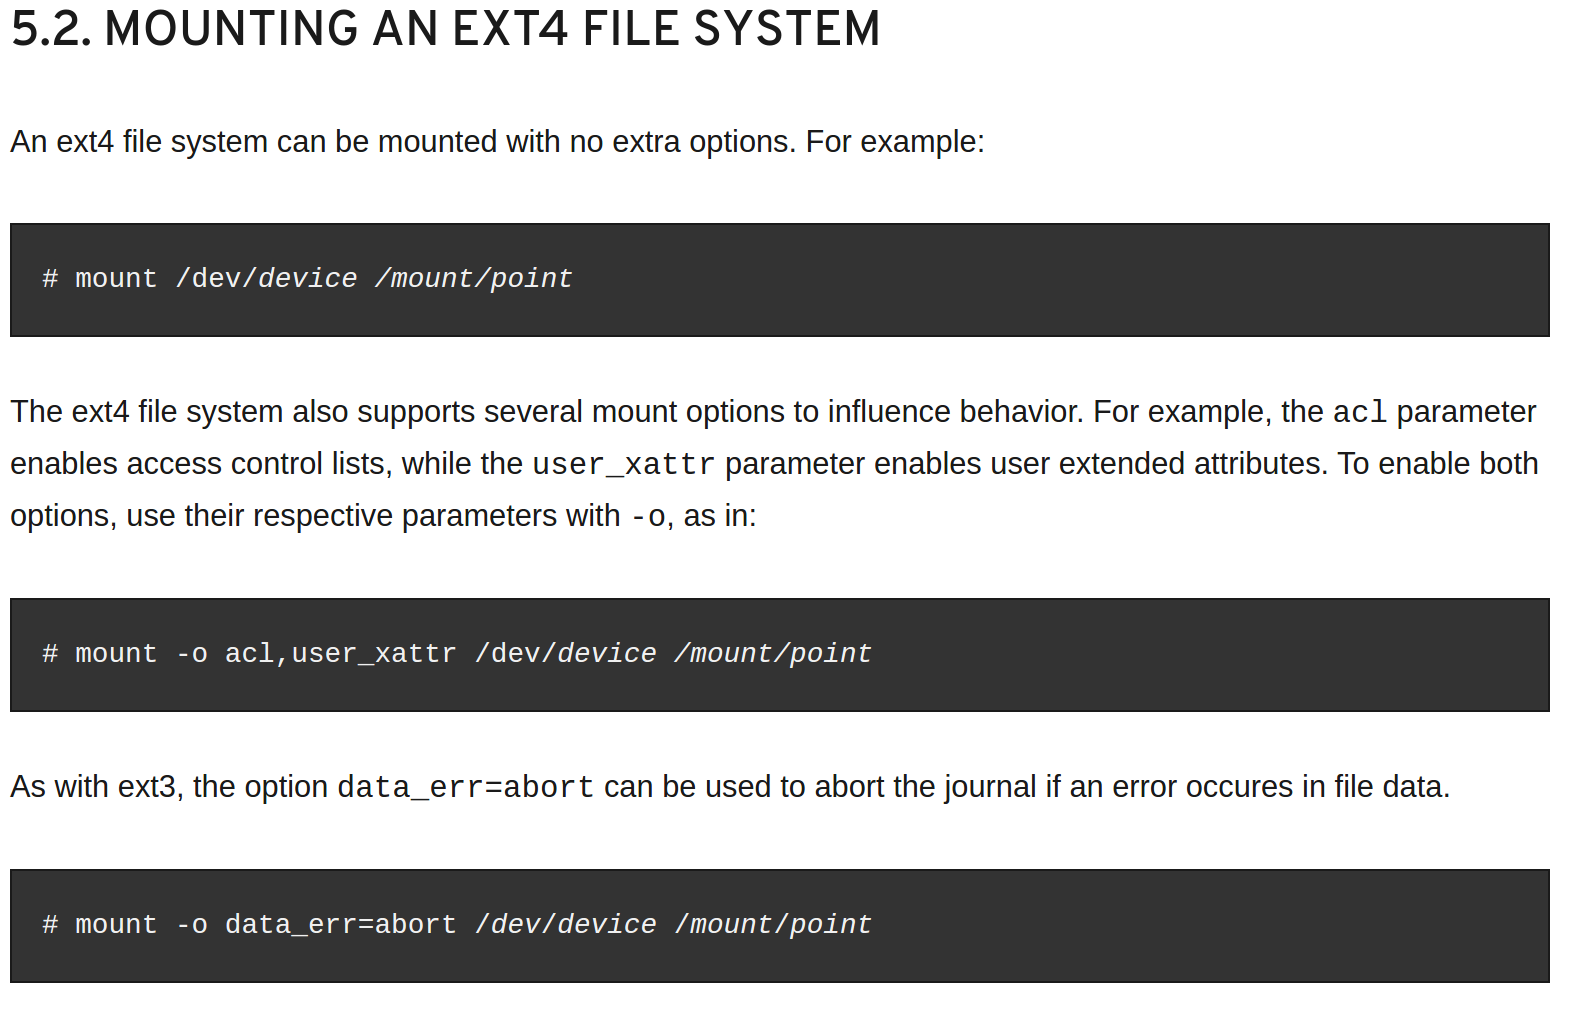 5.2. MOUNTING AN EXT4 FILE SYSTEM
An ext4 file system can be mounted with no extra options. For example:
# mount /dev/device /mount/point
The ext4 file system also supports several mount options to influence behavior. For example, the acl parameter
enables access control lists, while the user_xattr parameter enables user extended attributes. To enable both
options, use their respective parameters with -o, as in:
# mount -o acl,user_xattr /dev/device /mount/point
As with ext3, the option data_err=abort can be used to abort the journal if an error occures in file data.
# mount -o data_err=abort /dev/device /mount/point